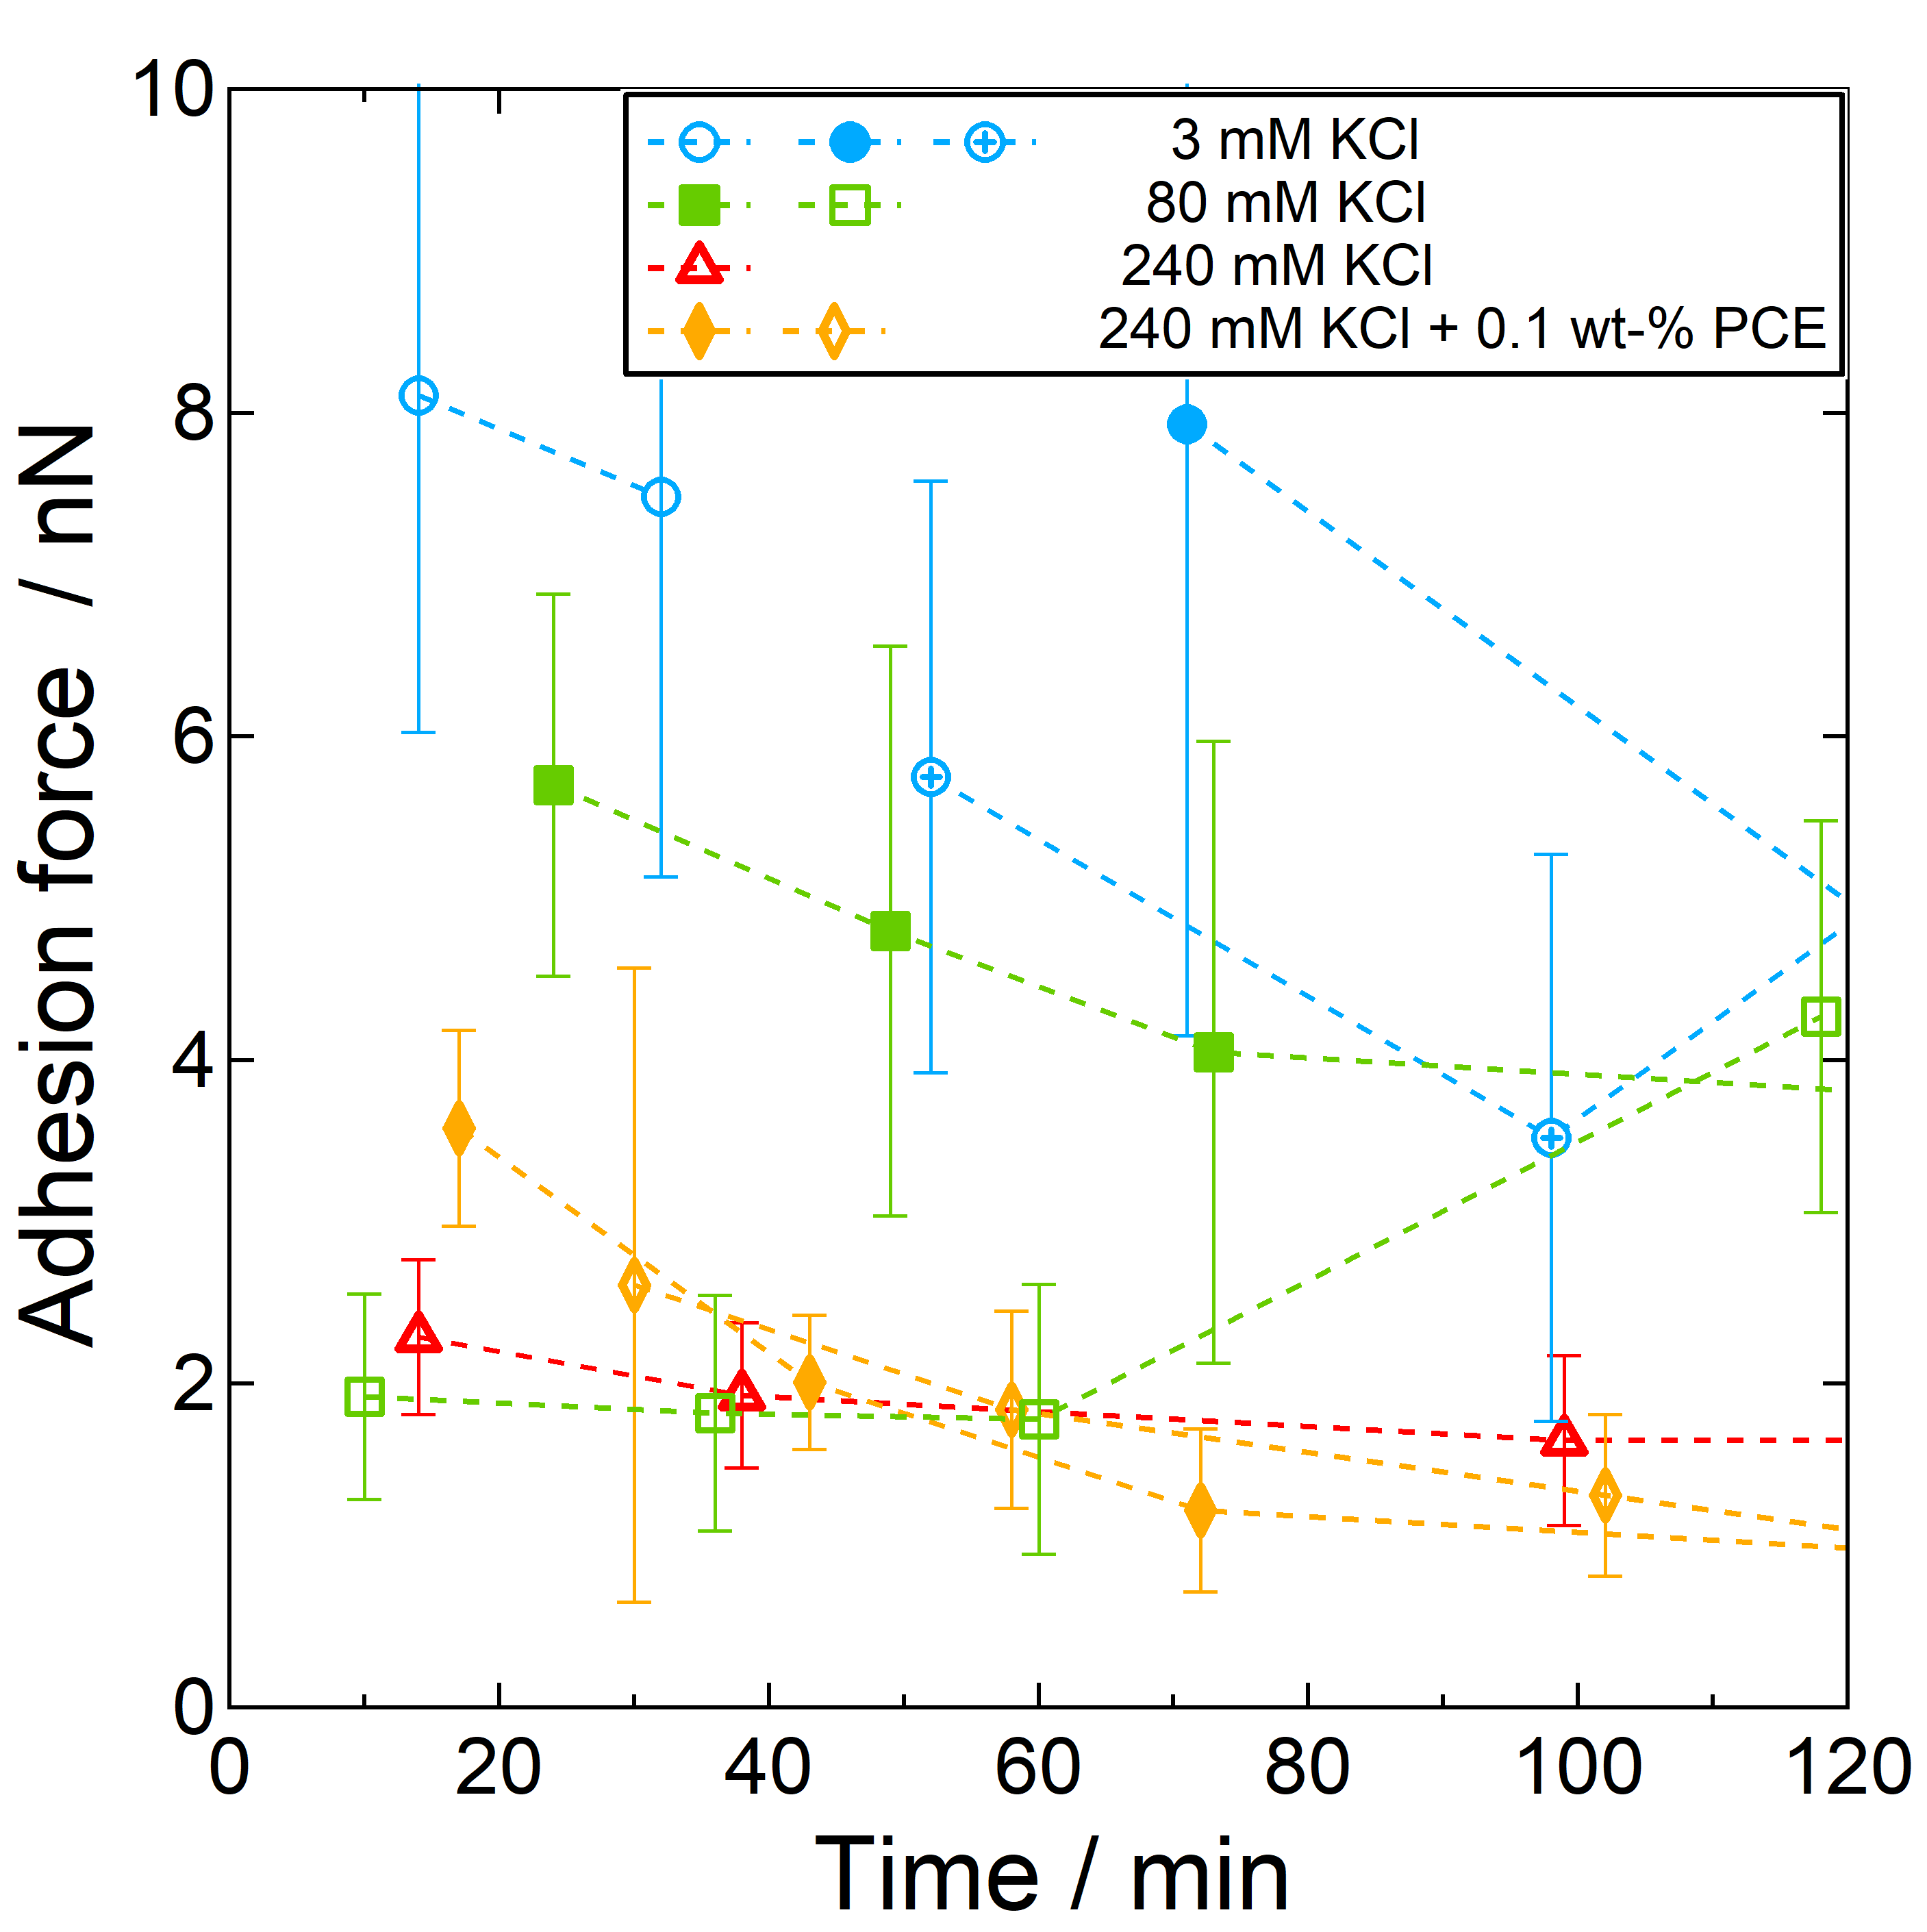 10
8
6
4
2
0
Adhesion force / nN
3 mM KCl
80 mM KCl
240 mM KCl
240 mM KCl + 0.1 wt-% PCE
0 20 40 60 80 100 120
Time / min